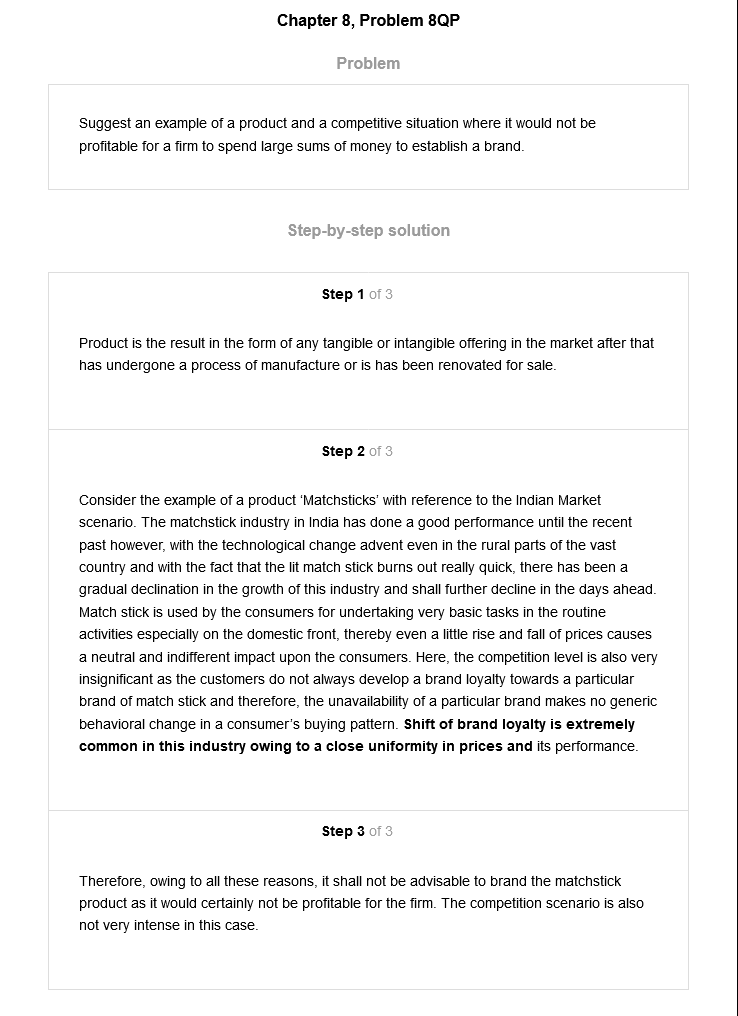 Chapter 8, Problem 8QP
Problem
Suggest an example of a product and a competitive situation where it would not be
profitable for a firm to spend large sums of money to establish a brand.
Step-by-step solution
Step 1 of 3
Product is the result in the form of any tangible or intangible offering in the market after that
has undergone a process of manufacture or is has been renovated for sale.
Step 2 of 3
Consider the example of a product ‘Matchsticks’ with reference to the Indian Market
scenario. The matchstick industry in India has done a good performance until the recent
past however, with the technological change advent even in the rural parts of the vast
country and with the fact that the lit match stick burns out really quick, there has been a
gradual declination in the growth of this industry and shall further decline in the days ahead.
Match stick is used by the consumers for undertaking very basic tasks in the routine
activities especially on the domestic front, thereby even a little rise and fall of prices causes
a neutral and indifferent impact upon the consumers. Here, the competition level is also very
insignificant as the customers do not always develop a brand loyalty towards a particular
brand of match stick and therefore, the unavailability of a particular brand makes no generic
behavioral change in a consumer’s buying pattern. Shift of brand loyalty is extremely
common in this industry owing to a close uniformity in prices and its performance.
Step 3 of 3
Therefore, owing to all these reasons, it shall not be advisable to brand the matchstick
product as it would certainly not be profitable for the firm. The competition scenario is also
not very intense in this case.